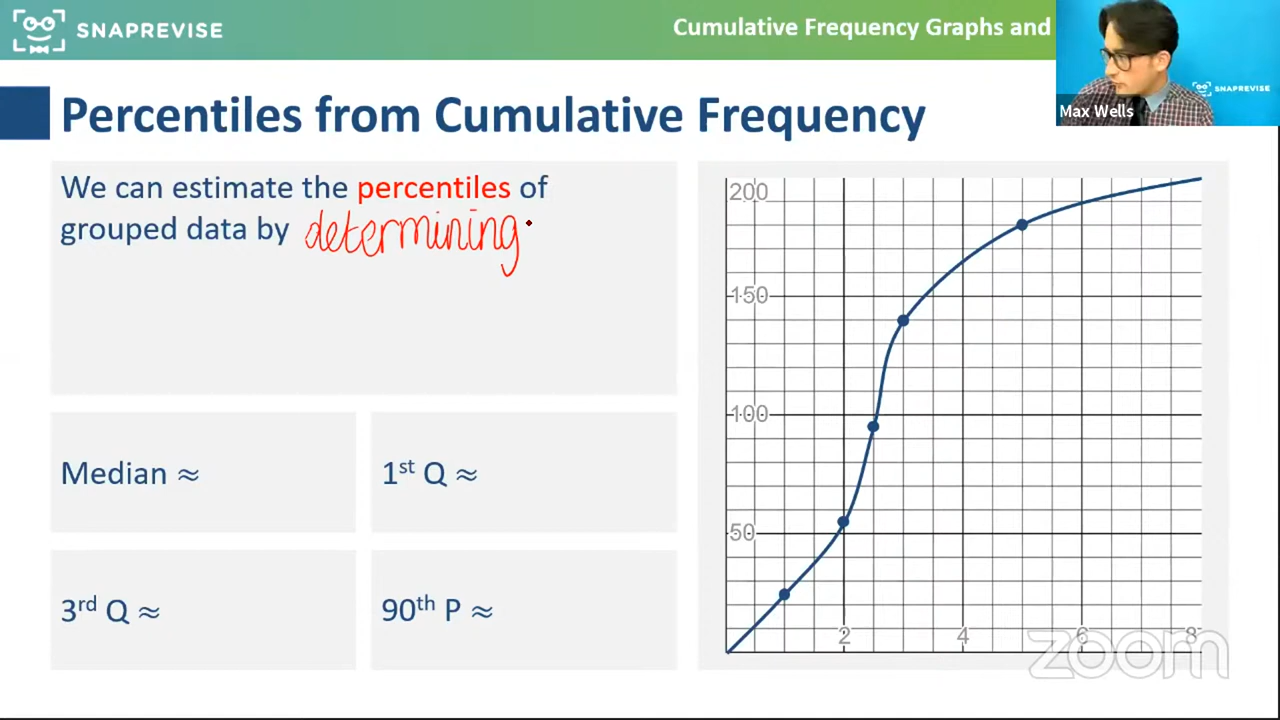 SNAPREVISE
Cumulative Frequency Graphs and
SNAPREVISE
Max Wells
Percentiles from Cumulative Frequency
We can estimate the percentiles of
grouped data by determining
Median ≈
1st Q ≈
3rd Q ≈
90th P ≈
200
150
100
50
2 4 6 8
zoom